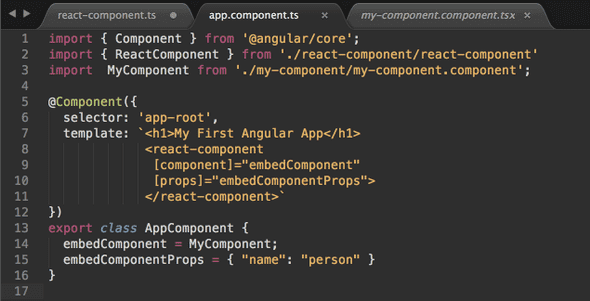 react-component.ts app.component.ts × my-component.component.tsx ×
1 import { Component } from '@angular/core';
2 import { ReactComponent } from './react-component/react-component'
3 import  MyComponent from './my-component/my-component.component';
4
5 @Component({
6   selector: 'app-root',
7   template: `<h1>My First Angular App</h1>
8             <react-component
9              [component]="embedComponent"
10              [props]="embedComponentProps">
11             </react-component>`
12 })
13 export class AppComponent {
14   embedComponent = MyComponent;
15   embedComponentProps = { "name": "person" }
16 }
17